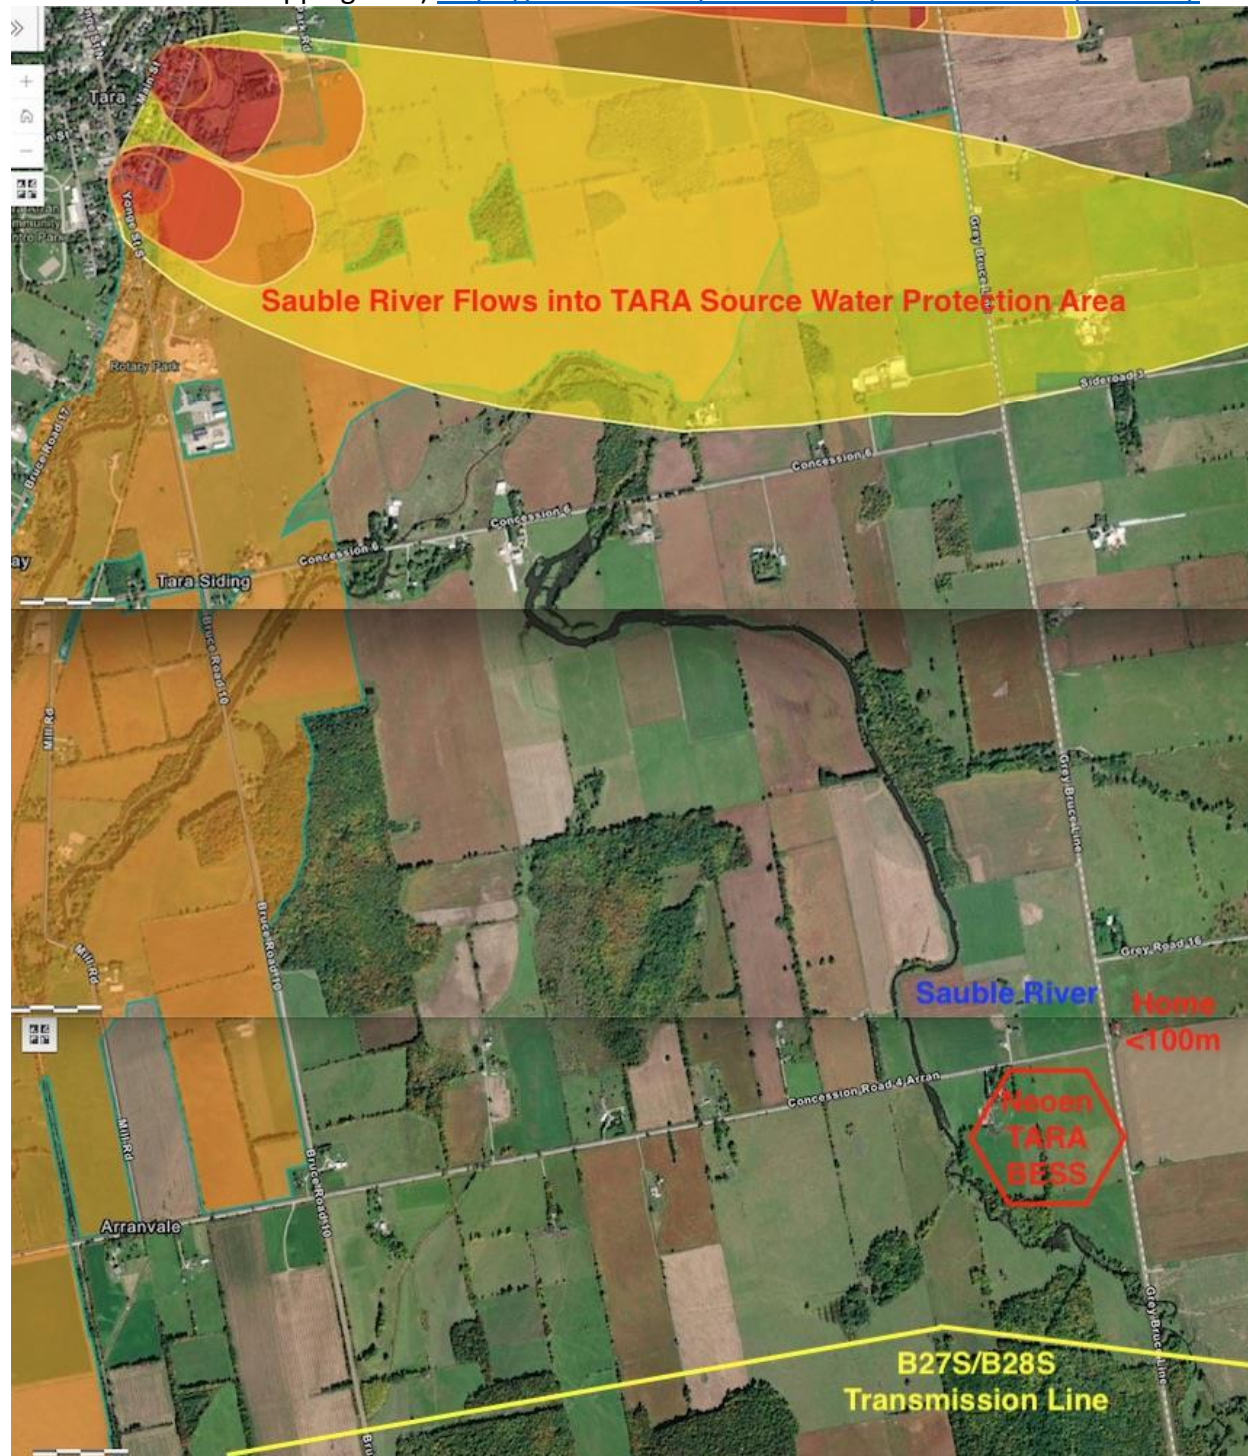 Main St
Tara
Yonge St S
Grey Bruce Line
Sauble River Flows into TARA Source Water Protection Area
Rotary Park
Sideroad 3
Bruce Road 17
Concession 6
Concession 6
Concession 6
Tara Siding
Bruce Road 10
Mill Rd
Grey Bruce Line
Bruce Road 10
Mill Rd
Grey Road 16
Sauble River
Home
<100m
Concession Road 4 Arran
Neoen
TARA
BESS
Mill Rd
Bruce Road 10
Arranvale
Grey Bruce Line
B27S/B28S
Transmission Line